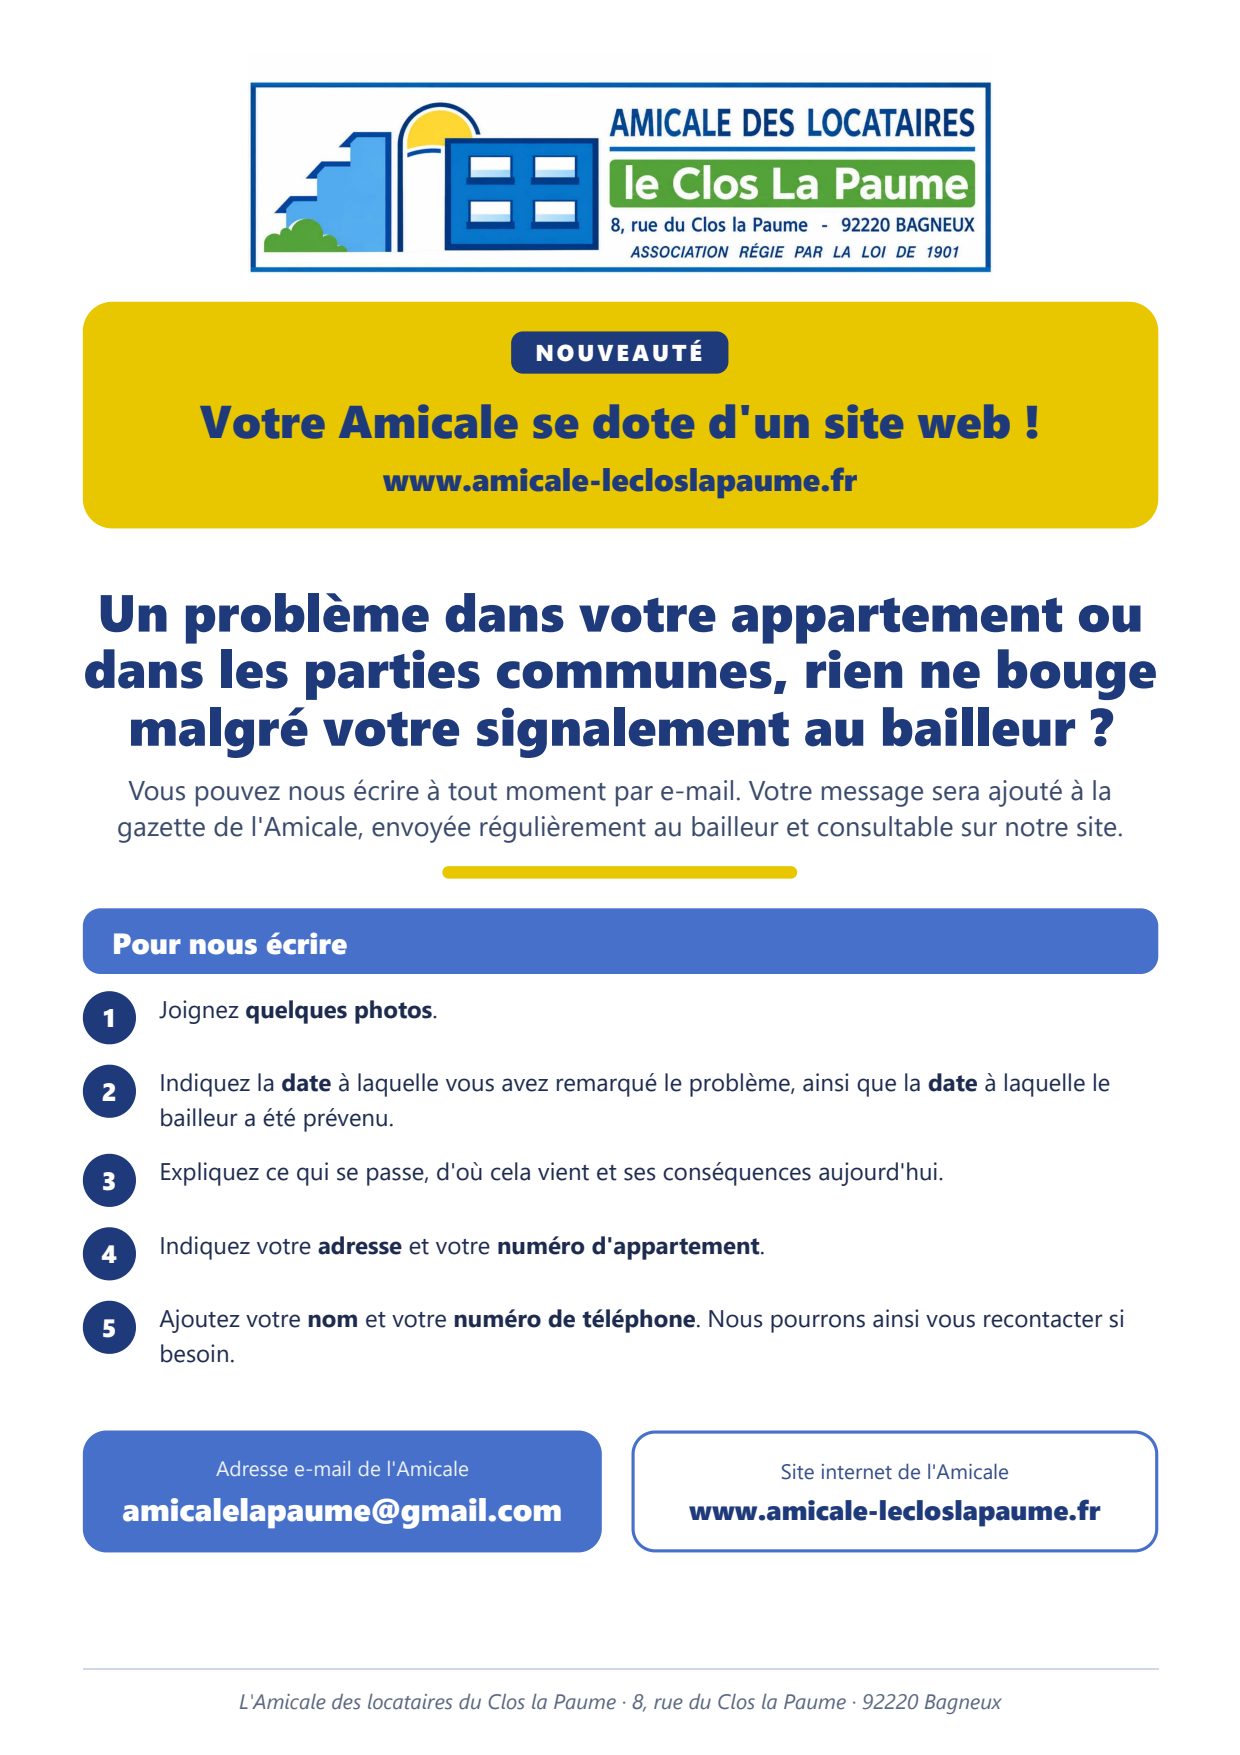 AMICALE DES LOCATAIRES
le Clos La Paume
8, rue du Clos la Paume - 92220 BAGNEUX
ASSOCIATION RÉGIE PAR LA LOI DE 1901
NOUVEAUTÉ
Votre Amicale se dote d'un site web !
www.amicale-lecloslapaume.fr
Un problème dans votre appartement ou
dans les parties communes, rien ne bouge
malgré votre signalement au bailleur ?
Vous pouvez nous écrire à tout moment par e-mail. Votre message sera ajouté à la
gazette de l'Amicale, envoyée régulièrement au bailleur et consultable sur notre site.
Pour nous écrire
1 Joignez quelques photos.
2 Indiquez la date à laquelle vous avez remarqué le problème, ainsi que la date à laquelle le
bailleur a été prévenu.
3 Expliquez ce qui se passe, d'où cela vient et ses conséquences aujourd'hui.
4 Indiquez votre adresse et votre numéro d'appartement.
5 Ajoutez votre nom et votre numéro de téléphone. Nous pourrons ainsi vous recontacter si
besoin.
Adresse e-mail de l'Amicale
amicalelapaume@gmail.com
Site internet de l'Amicale
www.amicale-lecloslapaume.fr
L'Amicale des locataires du Clos la Paume · 8, rue du Clos la Paume · 92220 Bagneux